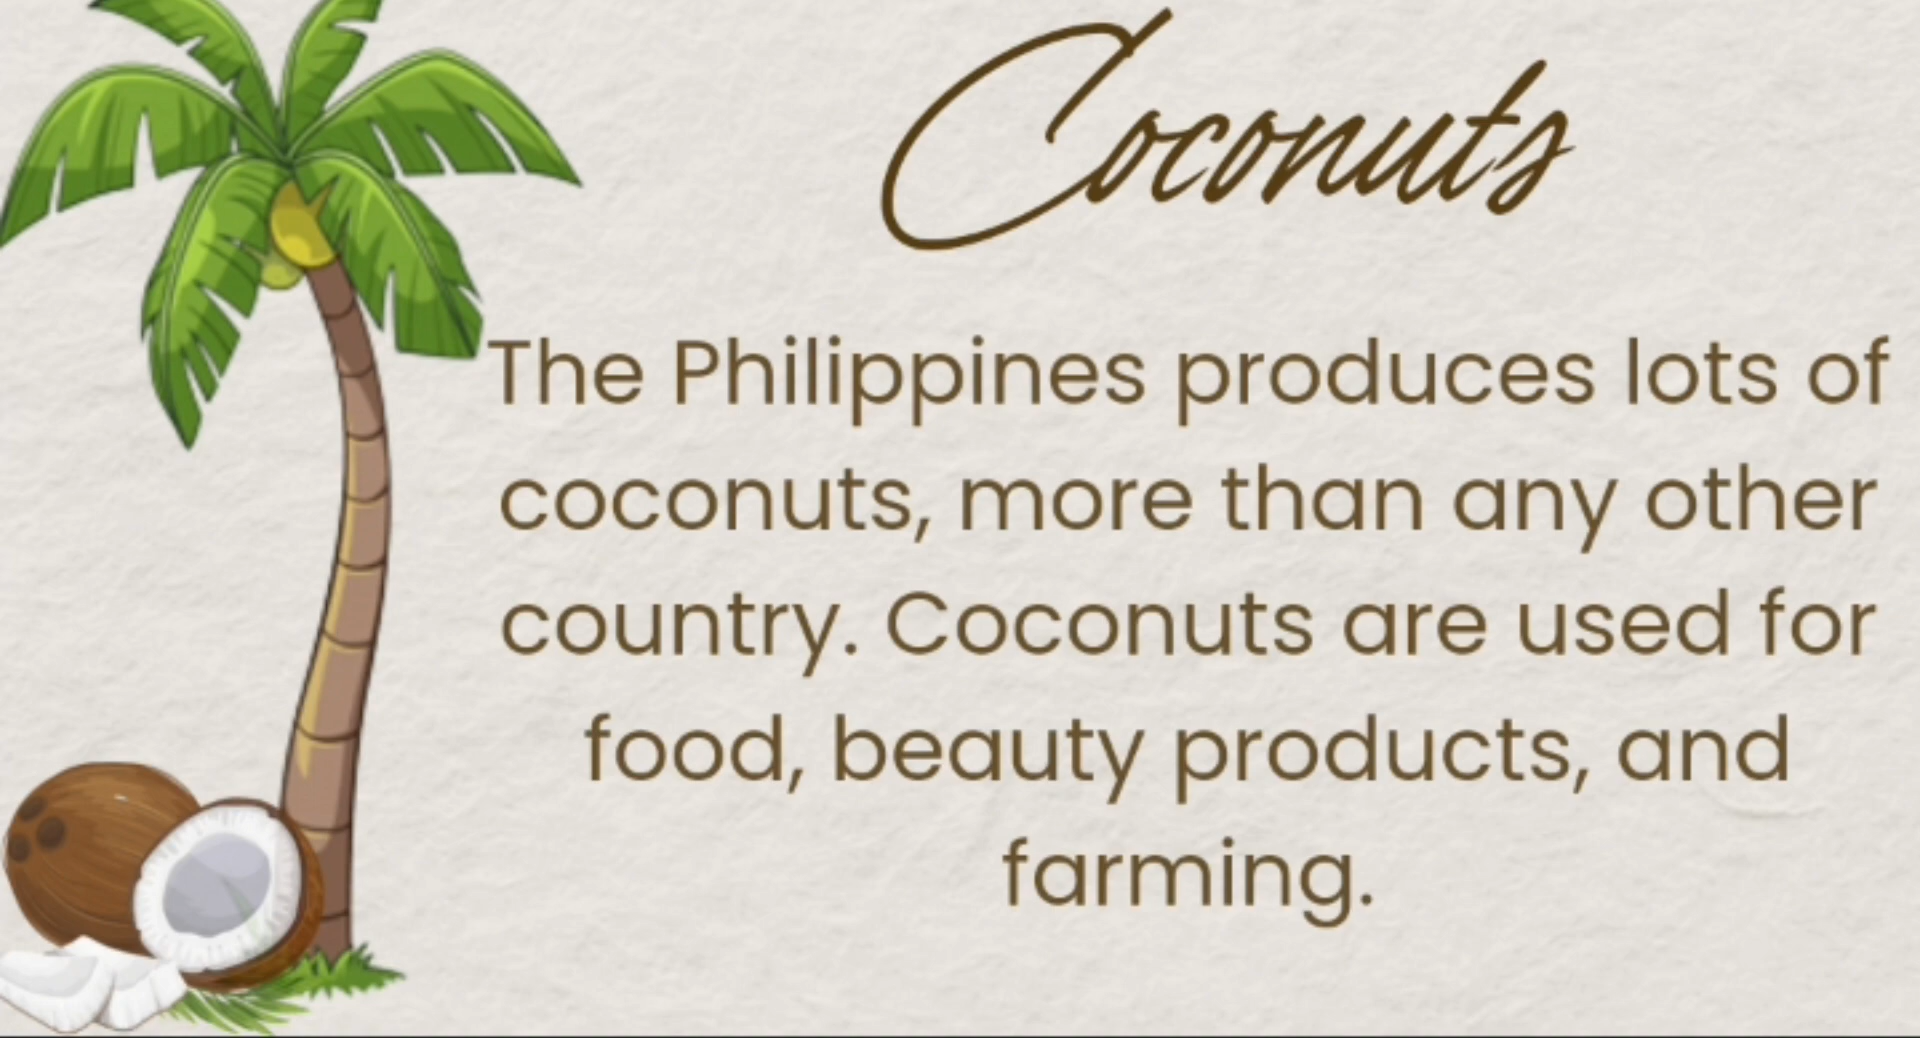 Coconuts
The Philippines produces lots of
coconuts, more than any other
country. Coconuts are used for
food, beauty products, and
farming.